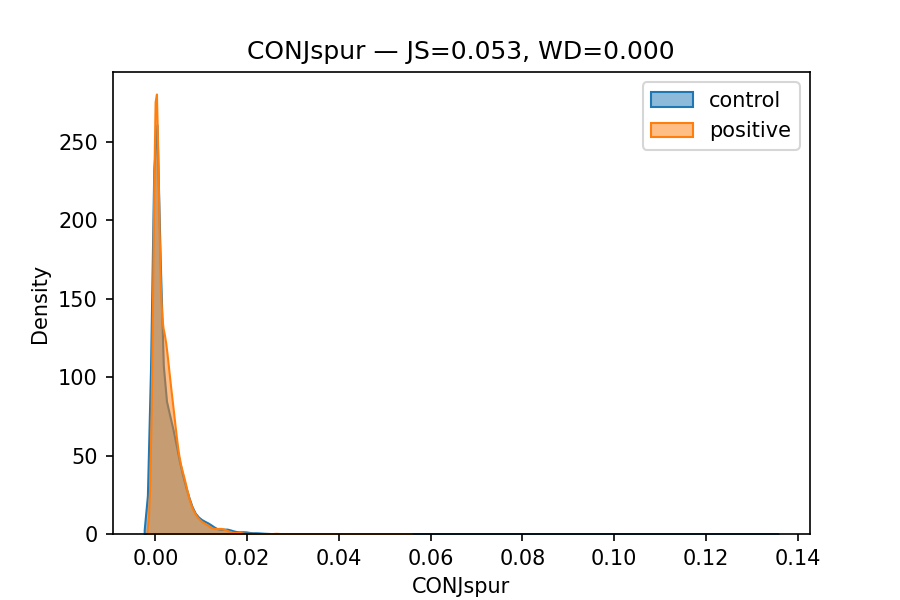 CONJspur — JS=0.053, WD=0.000
control
positive
250
200
150
100
50
0
Density
0.00 0.02 0.04 0.06 0.08 0.10 0.12 0.14
CONJspur